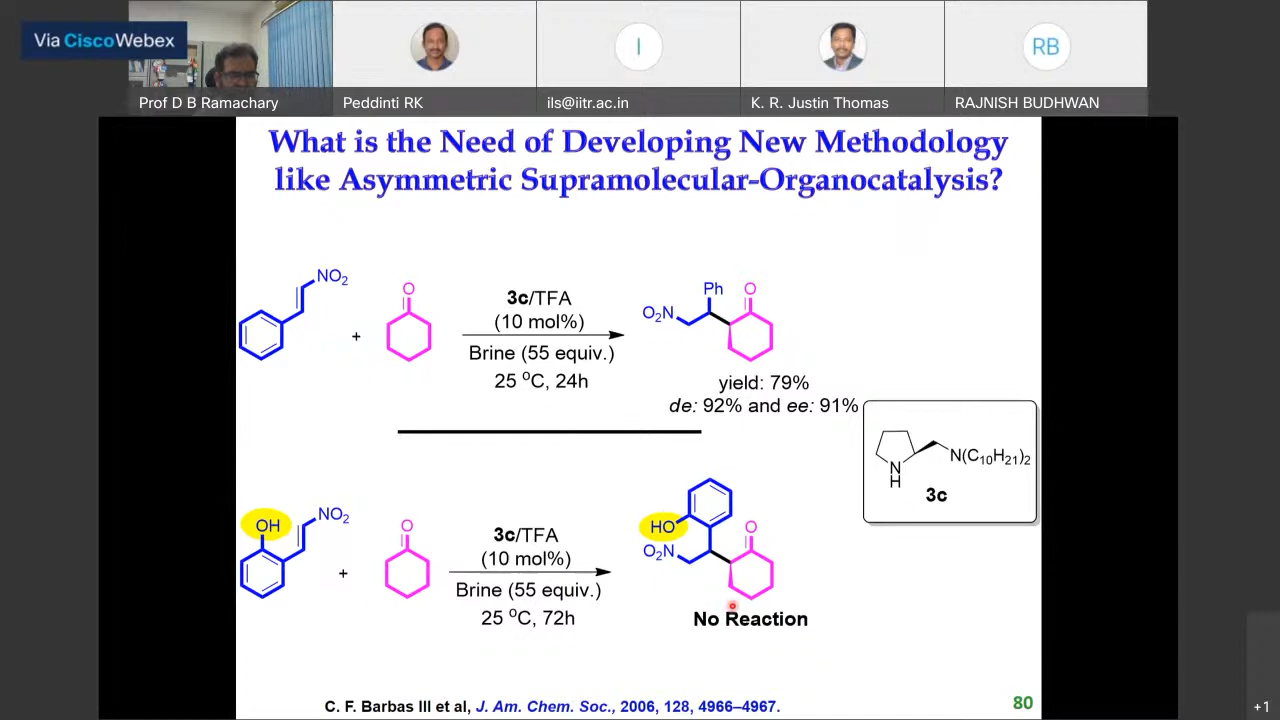 Via CiscoWebex
Prof D B Ramachary
Peddinti RK
I
ils@iitr.ac.in
K. R. Justin Thomas
RB
RAJNISH BUDHWAN
What is the Need of Developing New Methodology
like Asymmetric Supramolecular-Organocatalysis?
NO₂
+
O
3c/TFA
(10 mol%)
Brine (55 equiv.)
25 ºC, 24h
Ph
O
O₂N
yield: 79%
de: 92% and ee: 91%
N
H
N(C₁₀H₂₁)₂
3c
OH
NO₂
+
O
3c/TFA
(10 mol%)
Brine (55 equiv.)
25 ºC, 72h
HO
O
O₂N
No Reaction
C. F. Barbas III et al, J. Am. Chem. Soc., 2006, 128, 4966–4967.
80
+1